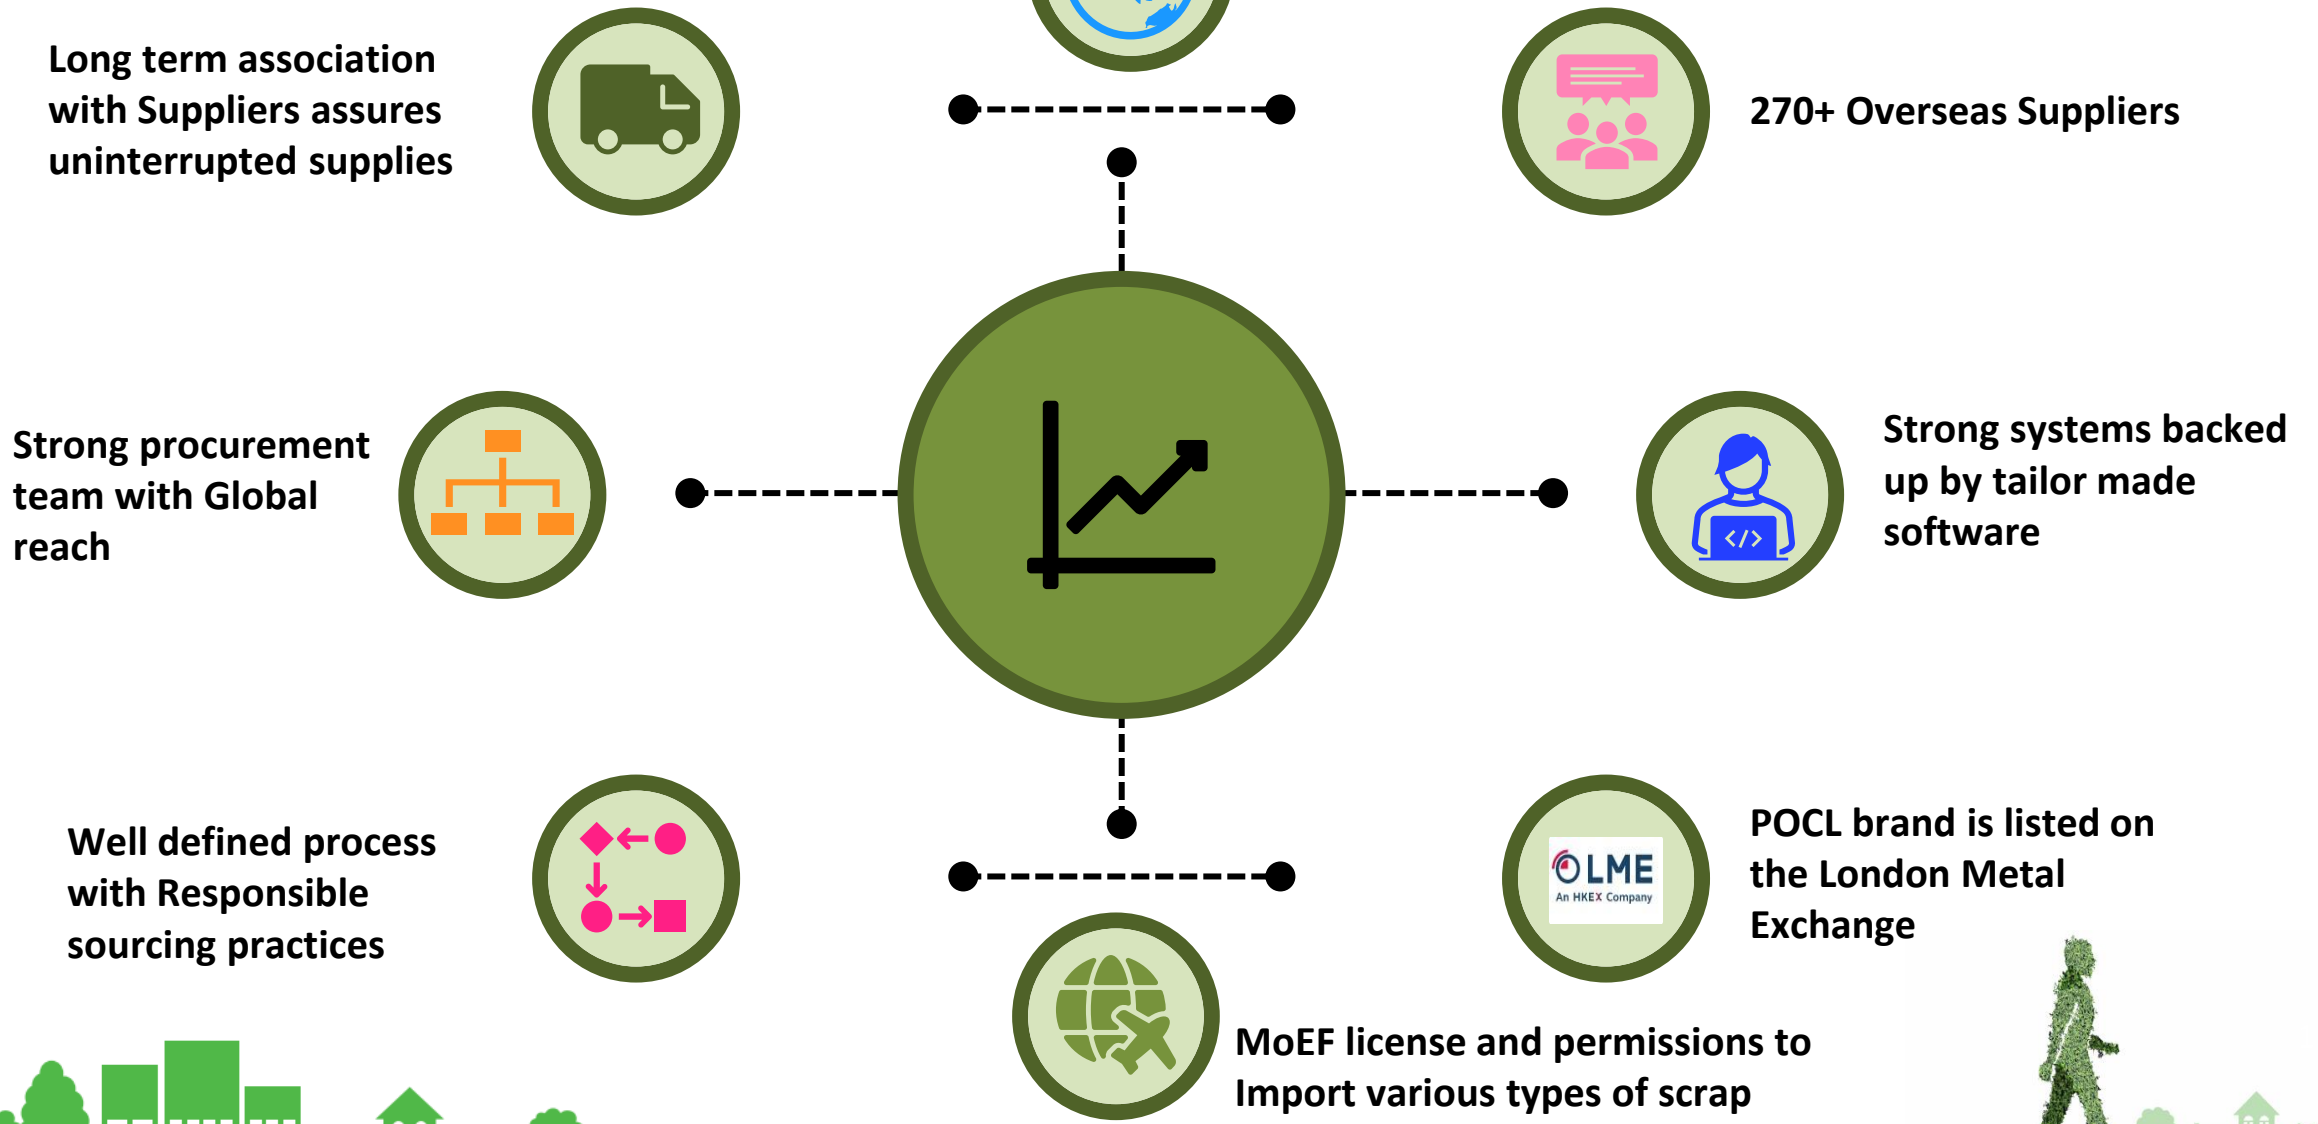 Long term association
with Suppliers assures
uninterrupted supplies
270+ Overseas Suppliers
Strong procurement
team with Global
reach
Strong systems backed
up by tailor made
software
</>
Well defined process
with Responsible
sourcing practices
LME
An HKEX Company
POCL brand is listed on
the London Metal
Exchange
MoEF license and permissions to
Import various types of scrap